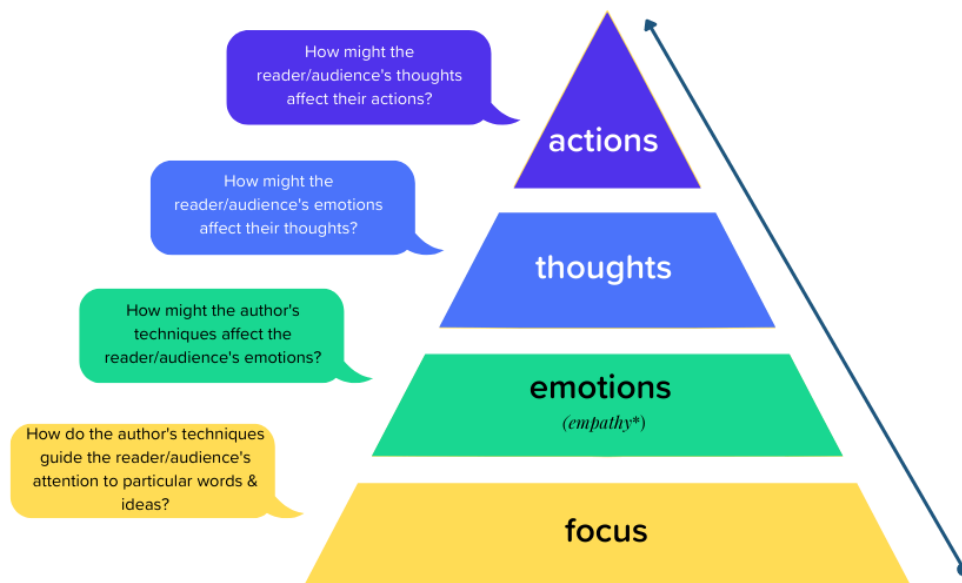 How might the
reader/audience's thoughts
affect their actions?
actions
How might the
reader/audience's emotions
affect their thoughts?
thoughts
How might the author's
techniques affect the
reader/audience's emotions?
emotions
(empathy*)
How do the author's techniques
guide the reader/audience's
attention to particular words &
ideas?
focus